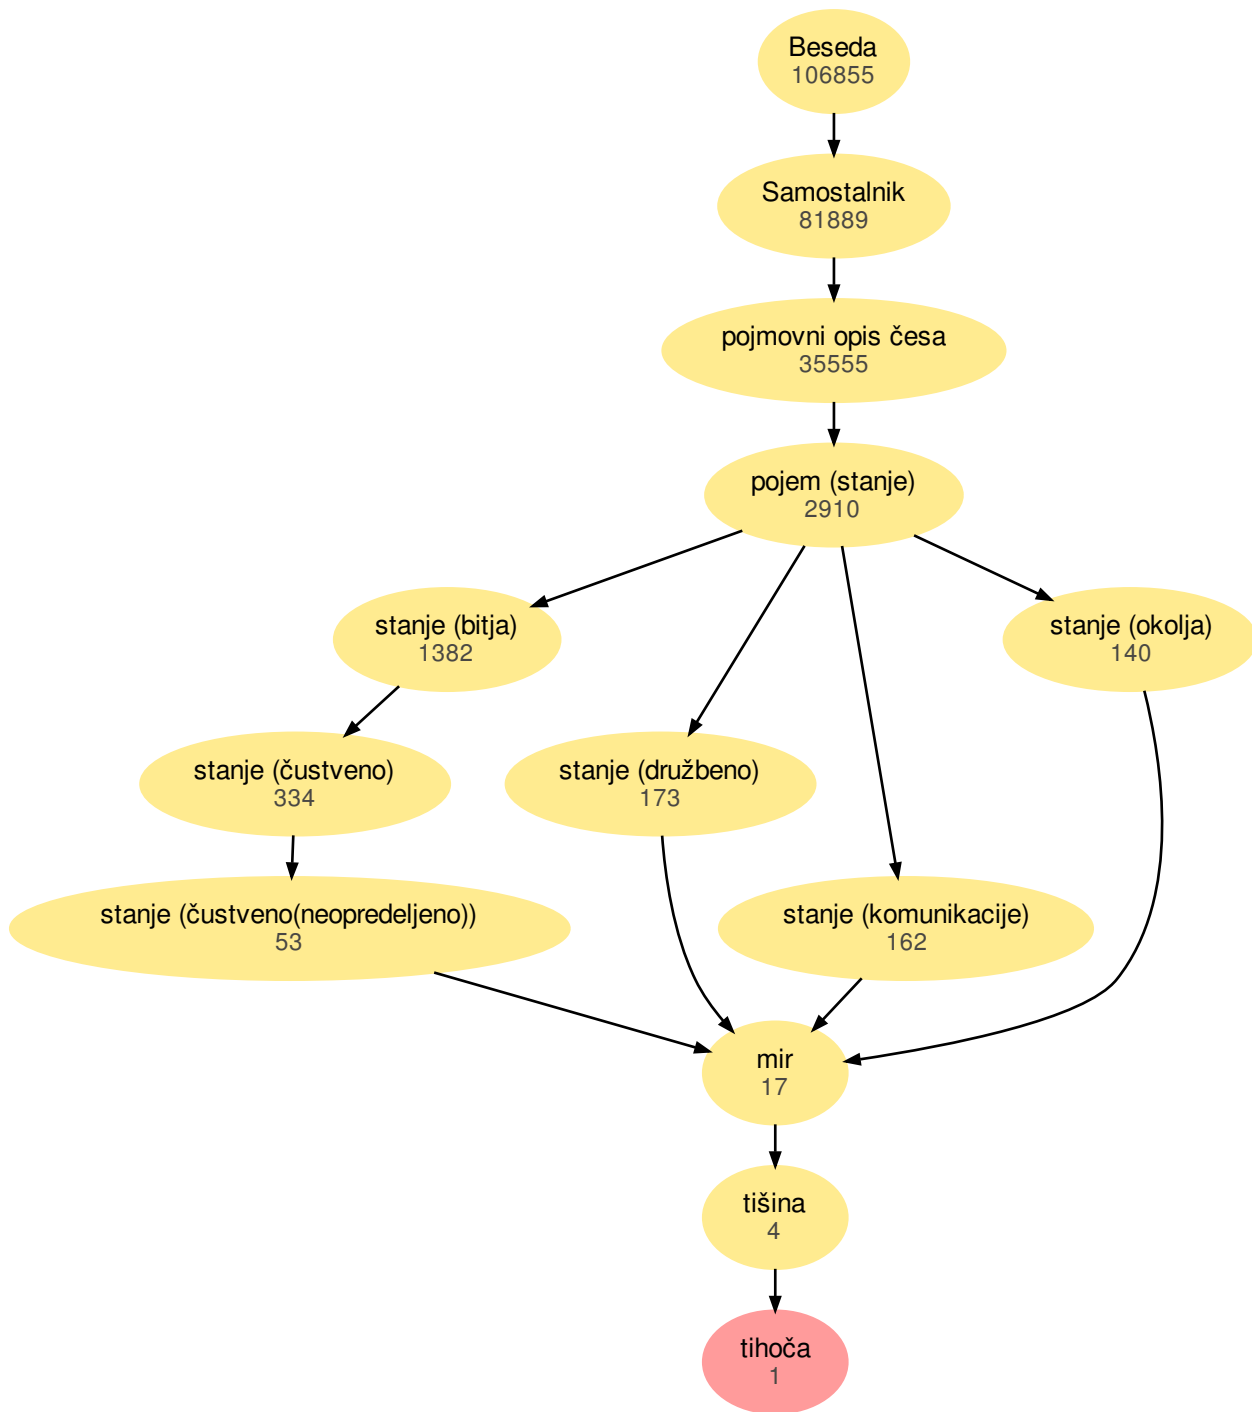 Beseda
106855
Samostalnik
81889
pojmovni opis česa
35555
pojem (stanje)
2910
stanje (bitja)
1382
stanje (okolja)
140
stanje (čustveno)
334
stanje (družbeno)
173
stanje (čustveno(neopredeljeno))
53
stanje (komunikacije)
162
mir
17
tišina
4
tihoča
1